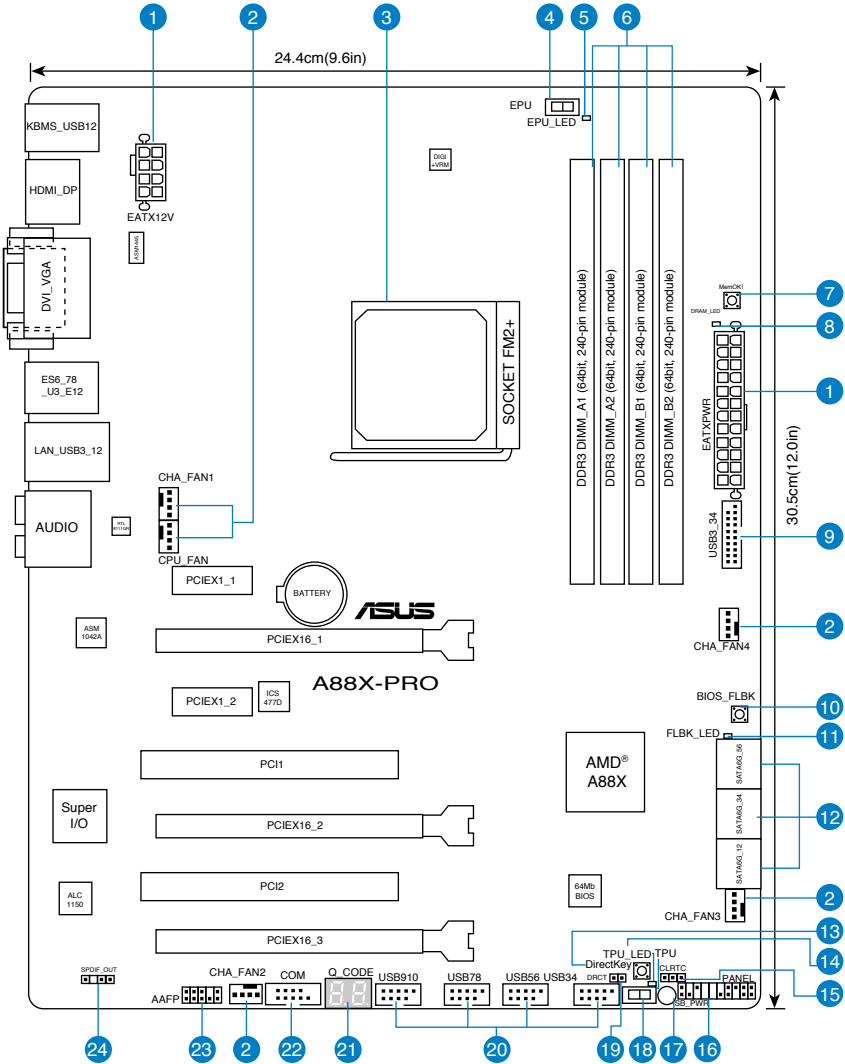 1
2
3
4
5
6
24.4cm(9.6in)
EPU
EPU_LED
KBMS_USB12
DIGI
+VRM
HDMI_DP
EATX12V
ASM1445
DVI_VGA
MemOK!
7
DRAM_LED
8
DDR3 DIMM_A1 (64bit, 240-pin module)
DDR3 DIMM_A2 (64bit, 240-pin module)
DDR3 DIMM_B1 (64bit, 240-pin module)
DDR3 DIMM_B2 (64bit, 240-pin module)
SOCKET FM2+
EATXPWR
1
30.5cm(12.0in)
ES6_78
_U3_E12
LAN_USB3_12
CHA_FAN1
2
AUDIO
RTL
8111GR
CPU_FAN
USB3_34
9
PCIEX1_1
BATTERY
ASUS
ASM
1042A
PCIEX16_1
CHA_FAN4
2
A88X-PRO
PCIEX1_2
ICS
477D
BIOS_FLBK
10
FLBK_LED
11
PCI1
AMD®
A88X
SATA6G_56
SATA6G_34
SATA6G_12
12
Super
I/O
PCIEX16_2
ALC
1150
PCI2
64Mb
BIOS
2
CHA_FAN3
13
PCIEX16_3
TPU_LED
TPU
14
DirectKey
SPDIF_OUT
CHA_FAN2
COM
Q_CODE
USB910
USB78
USB56
USB34
DRCT
CLRTC
PANEL
AAFP
SB_PWR
15
24
23
2
22
21
20
19
18
17
16